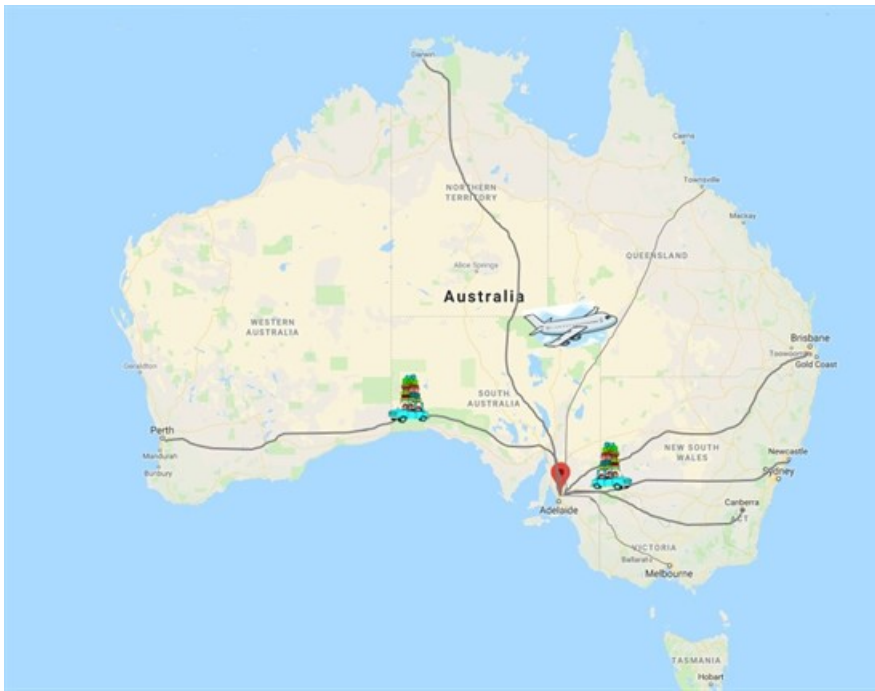 Darwin
Cairns
Townsville
NORTHERN
TERRITORY
Mackay
QUEENSLAND
Alice Springs
Australia
WESTERN
AUSTRALIA
Brisbane
Toowoomba
Gold Coast
Geraldton
SOUTH
AUSTRALIA
Perth
NEW SOUTH
WALES
Mandurah
Newcastle
Bunbury
Sydney
Canberra
ACT
Adelaide
VICTORIA
Ballarat
Melbourne
TASMANIA
Hobart